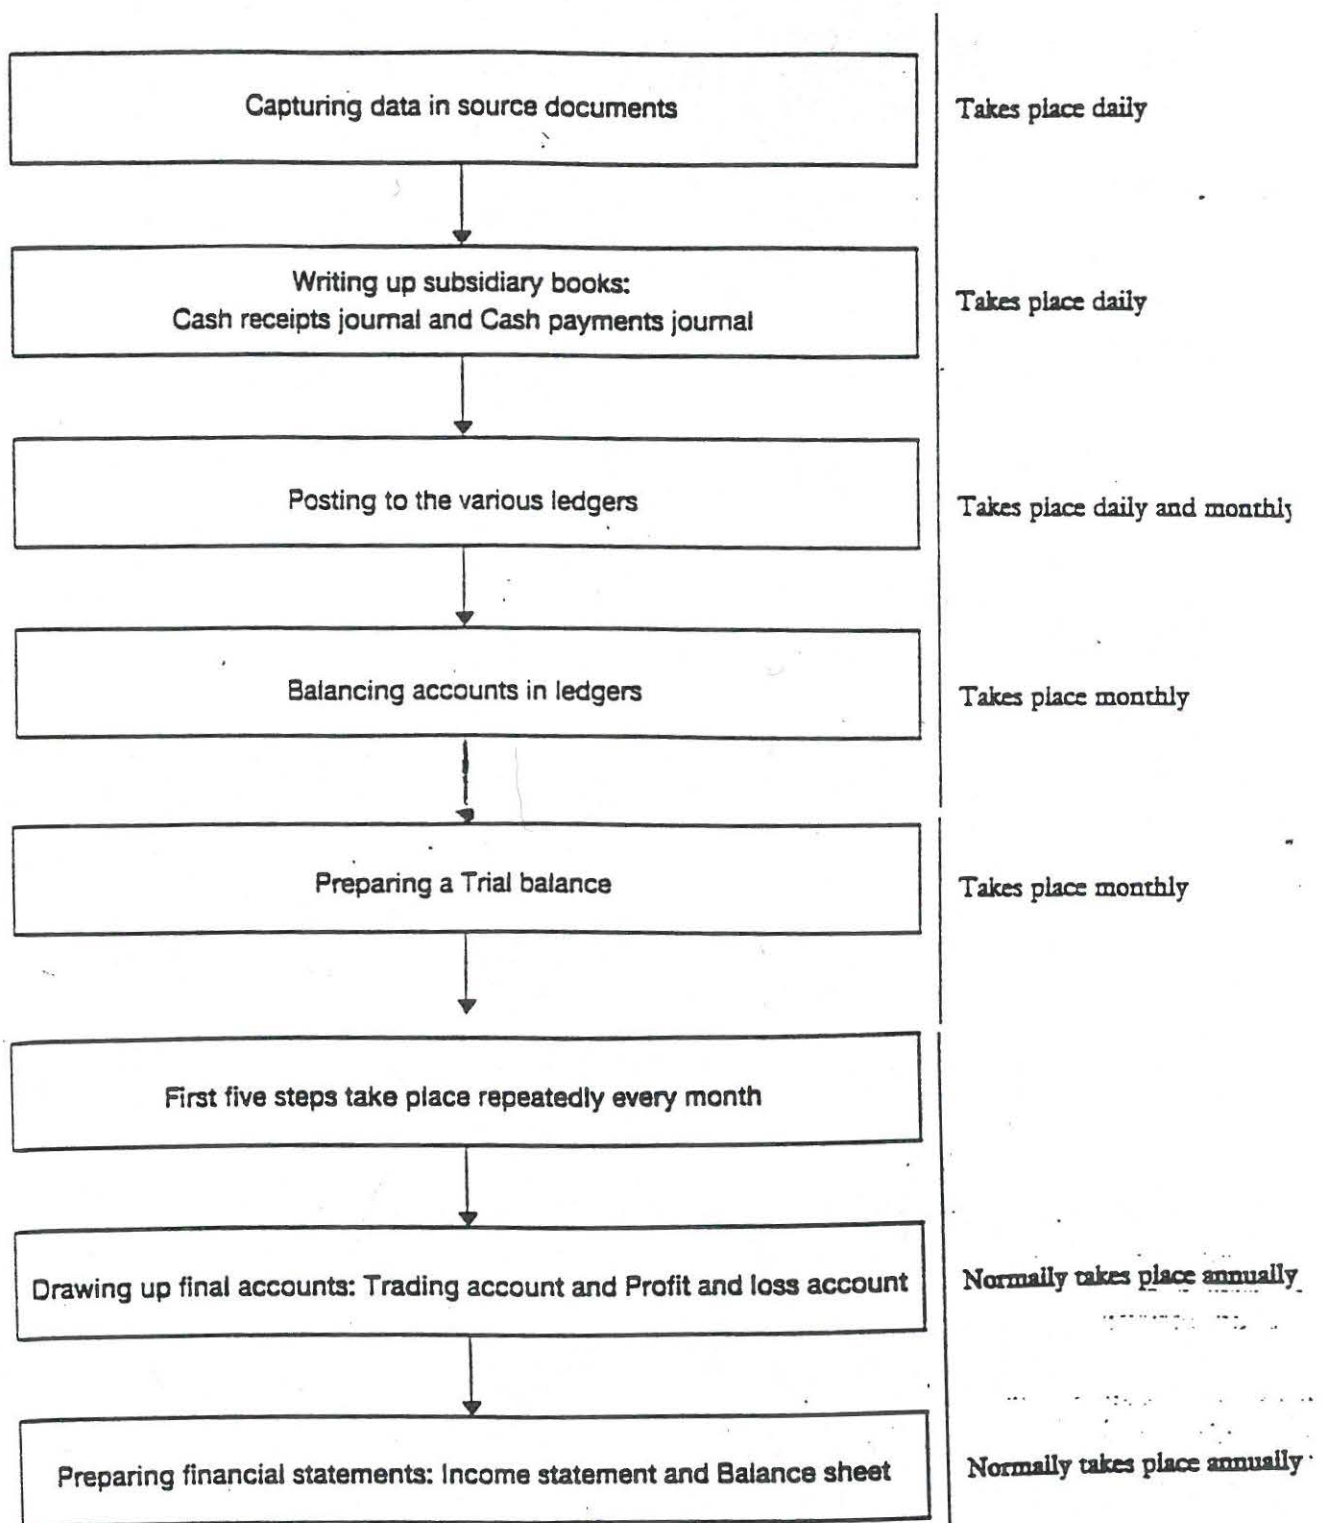 Capturing data in source documents
Takes place daily
Writing up subsidiary books:
Cash receipts journal and Cash payments journal
Takes place daily
Posting to the various ledgers
Takes place daily and monthly
Balancing accounts in ledgers
Takes place monthly
Preparing a Trial balance
Takes place monthly
First five steps take place repeatedly every month
Drawing up final accounts: Trading account and Profit and loss account
Normally takes place annually
Preparing financial statements: Income statement and Balance sheet
Normally takes place annually